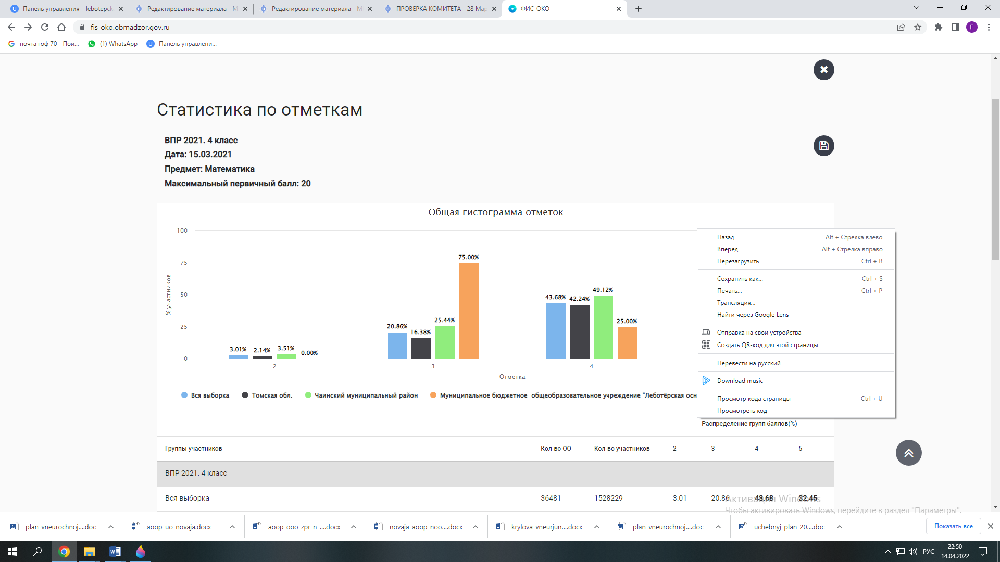 Панель управления – lebotepck
Редактирование материала - М
Редактирование материала - М
ПРОВЕРКА КОМИТЕТА - 28 Мар
ФИС-ОКО
fis-oko.obrnadzor.gov.ru
Г
почта гоф 70 - Пои...
(1) WhatsApp
Панель управлени...
Статистика по отметкам
ВПР 2021. 4 класс
Дата: 15.03.2021
Предмет: Математика
Максимальный первичный балл: 20
Общая гистограмма отметок
% участников
100
75
50
25
0
3.01%
2.14%
3.51%
0.00%
20.86%
16.38%
25.44%
75.00%
43.68%
42.24%
49.12%
25.00%
2
3
4
Отметка
Вся выборка
Томская обл.
Чаинский муниципальный район
Муниципальное бюджетное общеобразовательное учреждение "Леботёрская осн
Назад Alt + Стрелка влево
Вперед Alt + Стрелка вправо
Перезагрузить Ctrl + R
Сохранить как... Ctrl + S
Печать... Ctrl + P
Трансляция...
Найти через Google Lens
Отправка на свои устройства
Создать QR-код для этой страницы
Перевести на русский
Download music
Просмотр кода страницы Ctrl + U
Просмотреть код
Распределение групп баллов(%)
Группы участников Кол-во ОО Кол-во участников 2 3 4 5
ВПР 2021. 4 класс
Вся выборка 36481 1528229 3.01 20.86 43.68 32.45
Активация Windows
Чтобы активировать Windows, перейдите в раздел "Параметры".
plan_vneurochnoj....doc
aoop_uo_novaja.docx
aoop-ooo-zpr-n_....docx
novaja_aoop_noo....docx
krylova_vneurjun....docx
plan_vneurochnoj....doc
uchebnyj_plan_20....doc
Показать все
РУС
22:50
14.04.2022